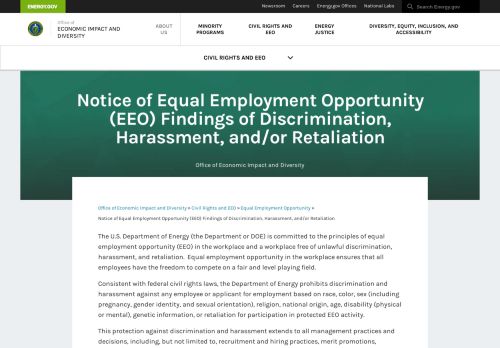 ENERGY.GOV
Newsroom Careers Energy.gov Offices National Labs Search Energy.gov
Office of
ECONOMIC IMPACT AND
DIVERSITY
ABOUT
US
MINORITY
PROGRAMS
CIVIL RIGHTS AND
EEO
ENERGY
JUSTICE
DIVERSITY, EQUITY, INCLUSION, AND
ACCESSIBILITY
CIVIL RIGHTS AND EEO
Notice of Equal Employment Opportunity
(EEO) Findings of Discrimination,
Harassment, and/or Retaliation
Office of Economic Impact and Diversity
Office of Economic Impact and Diversity » Civil Rights and EEO » Equal Employment Opportunity »
Notice of Equal Employment Opportunity (EEO) Findings of Discrimination, Harassment, and/or Retaliation
The U.S. Department of Energy (the Department or DOE) is committed to the principles of equal
employment opportunity (EEO) in the workplace and a workplace free of unlawful discrimination,
harassment, and retaliation. Equal employment opportunity in the workplace ensures that all
employees have the freedom to compete on a fair and level playing field.
Consistent with federal civil rights laws, the Department of Energy prohibits discrimination and
harassment against any employee or applicant for employment based on race, color, sex (including
pregnancy, gender identity, and sexual orientation), religion, national origin, age, disability (physical
or mental), genetic information, or retaliation for participation in protected EEO activity.
This protection against discrimination and harassment extends to all management practices and
decisions, including, but not limited to, recruitment and hiring practices, merit promotions,